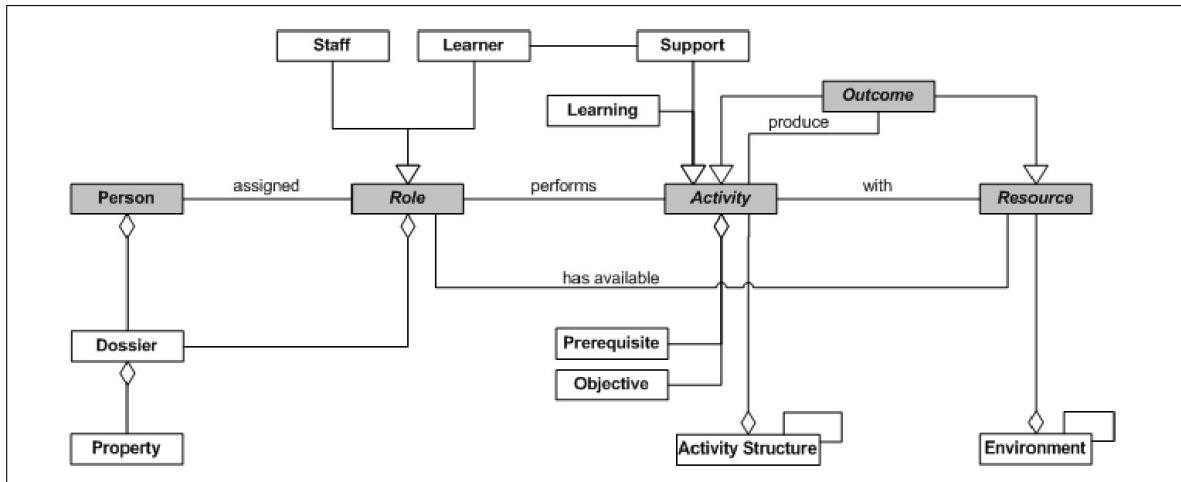 Staff
Learner
Support
Learning
Outcome
produce
Person
assigned
Role
performs
Activity
with
Resource
has available
Dossier
Prerequisite
Objective
Property
Activity Structure
Environment